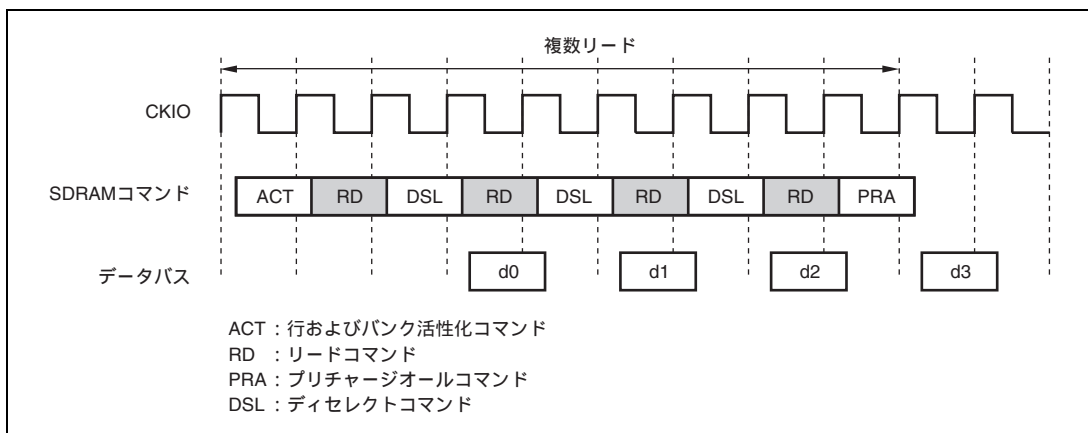 複数リード
CKIO
SDRAMコマンド ACT RD DSL RD DSL RD DSL RD PRA
データバス d0 d1 d2 d3
ACT : 行およびバンク活性化コマンド
RD : リードコマンド
PRA : プリチャージオールコマンド
DSL : ディセレクトコマンド